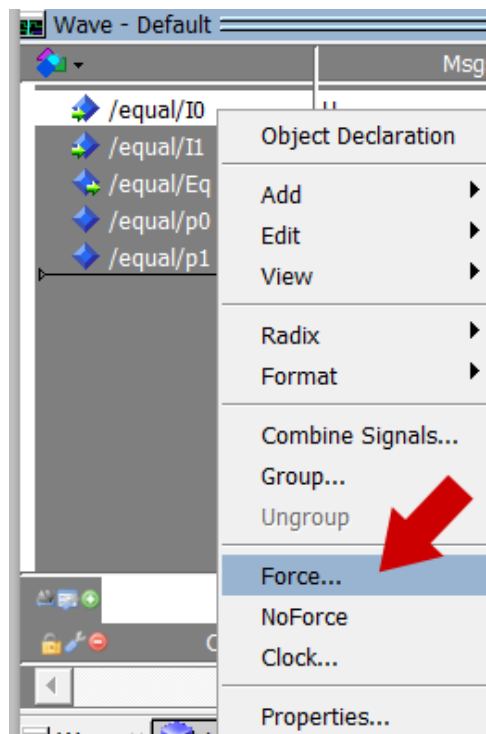 Wave - Default
Msg
/equal/I0
/equal/I1
/equal/Eq
/equal/p0
/equal/p1
Object Declaration
Add
Edit
View
Radix
Format
Combine Signals...
Group...
Ungroup
Force...
NoForce
Clock...
Properties...